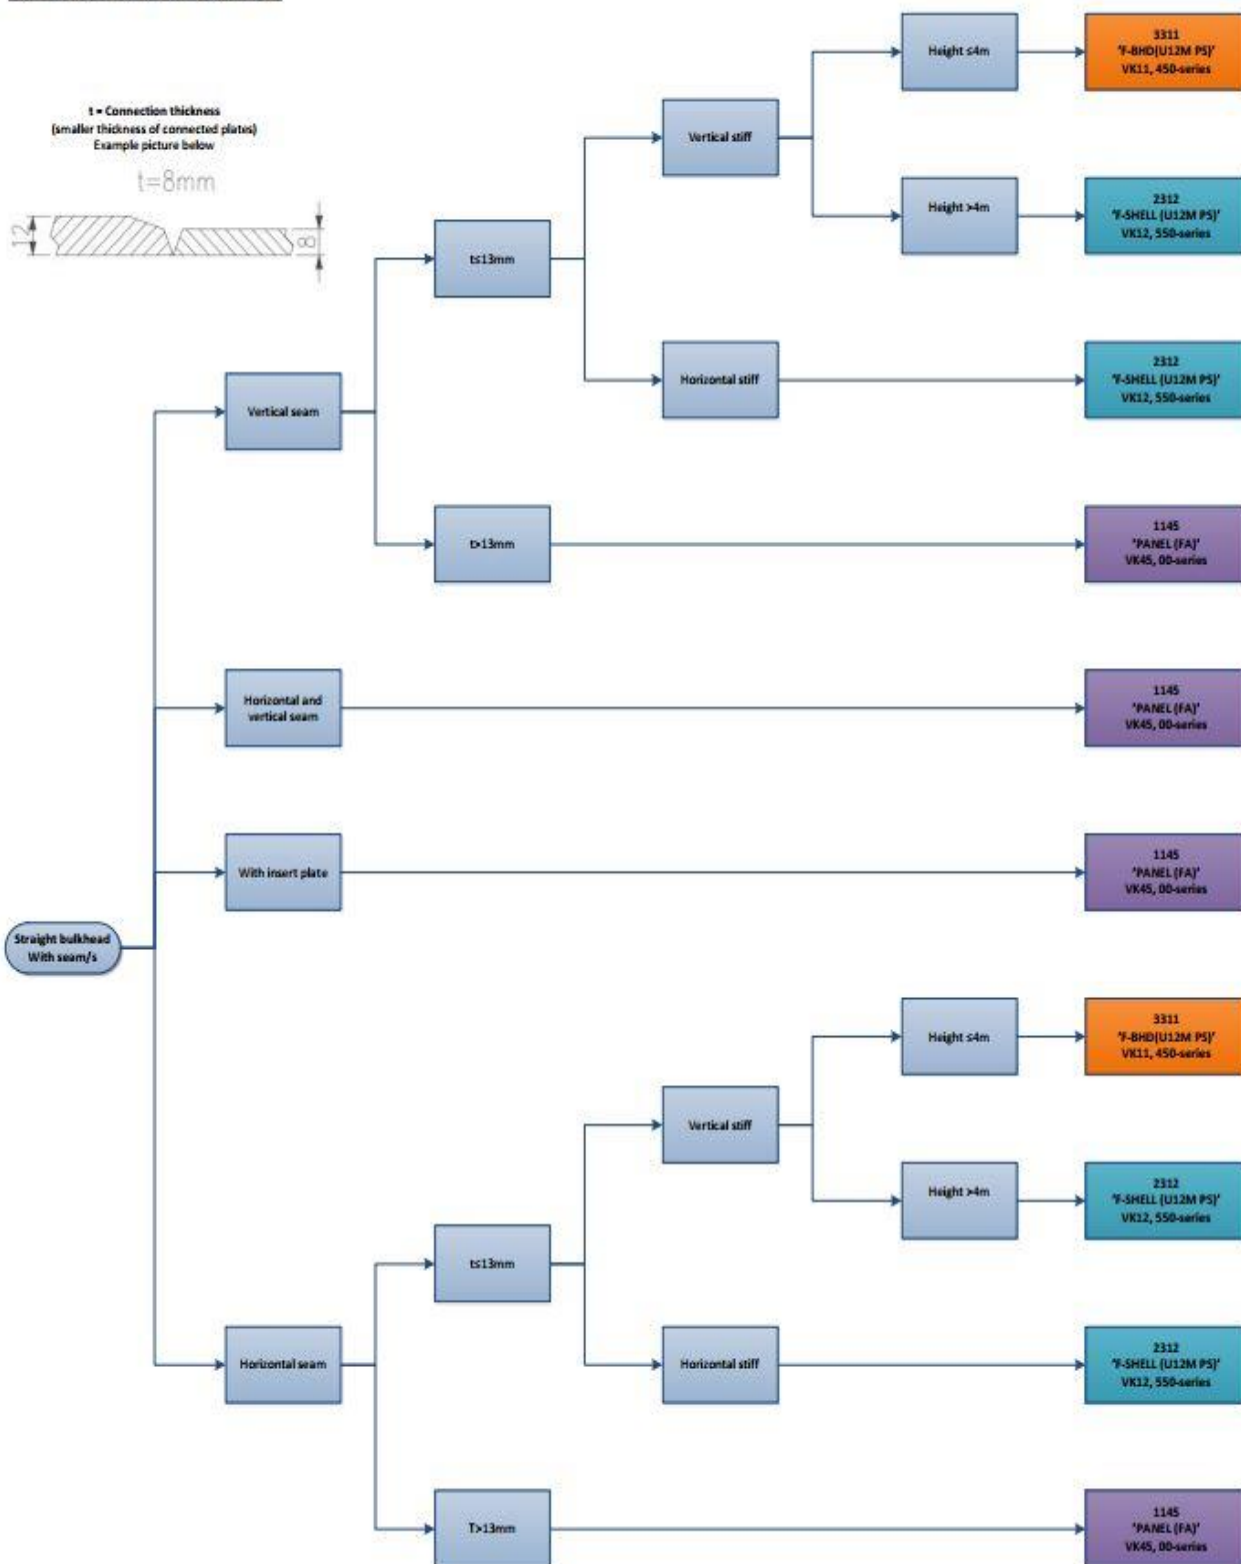 t = Connection thickness
(smaller thickness of connected plates)
Example picture below
t=8mm
12
8
Straight bulkhead
With seam/s
Vertical seam
t≤13mm
Vertical stiff
Height ≤4m
3311
'F-BHD(U12M PS)'
VK11, 450-series
Height >4m
2312
'F-SHELL (U12M PS)'
VK12, 550-series
Horizontal stiff
2312
'F-SHELL (U12M PS)'
VK12, 550-series
t>13mm
1145
'PANEL (FA)'
VK45, 00-series
Horizontal and
vertical seam
1145
'PANEL (FA)'
VK45, 00-series
With insert plate
1145
'PANEL (FA)'
VK45, 00-series
Horizontal seam
t≤13mm
Vertical stiff
Height ≤4m
3311
'F-BHD(U12M PS)'
VK11, 450-series
Height >4m
2312
'F-SHELL (U12M PS)'
VK12, 550-series
Horizontal stiff
2312
'F-SHELL (U12M PS)'
VK12, 550-series
T>13mm
1145
'PANEL (FA)'
VK45, 00-series